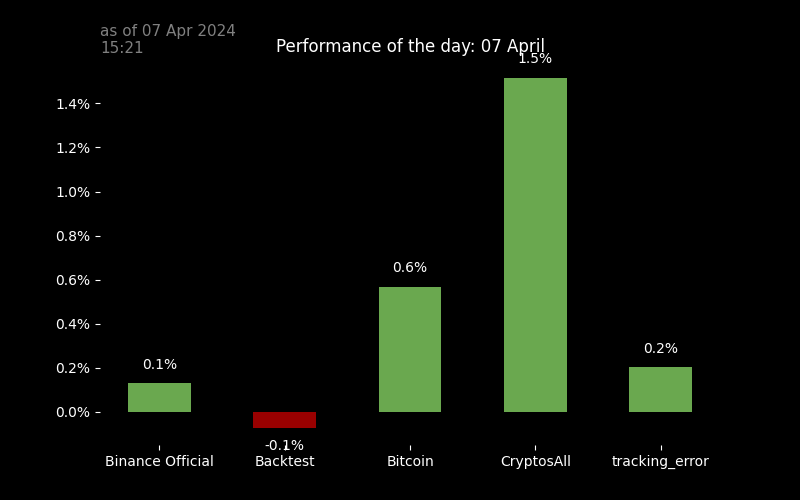 as of 07 Apr 2024
15:21
Performance of the day: 07 April
1.5%
1.4%
1.2%
1.0%
0.8%
0.6%
0.4%
0.2%
0.0%
0.1%
-0.1%
0.6%
0.2%
Binance Official
Backtest
Bitcoin
CryptosAll
tracking_error